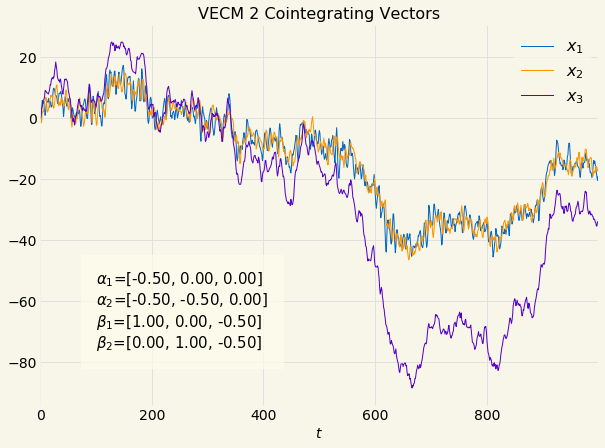 VECM 2 Cointegrating Vectors
x₁
x₂
x₃
20
0
−20
−40
−60
−80
α₁=[-0.50, 0.00, 0.00]
α₂=[-0.50, -0.50, 0.00]
β₁=[1.00, 0.00, -0.50]
β₂=[0.00, 1.00, -0.50]
0 200 400 600 800
t